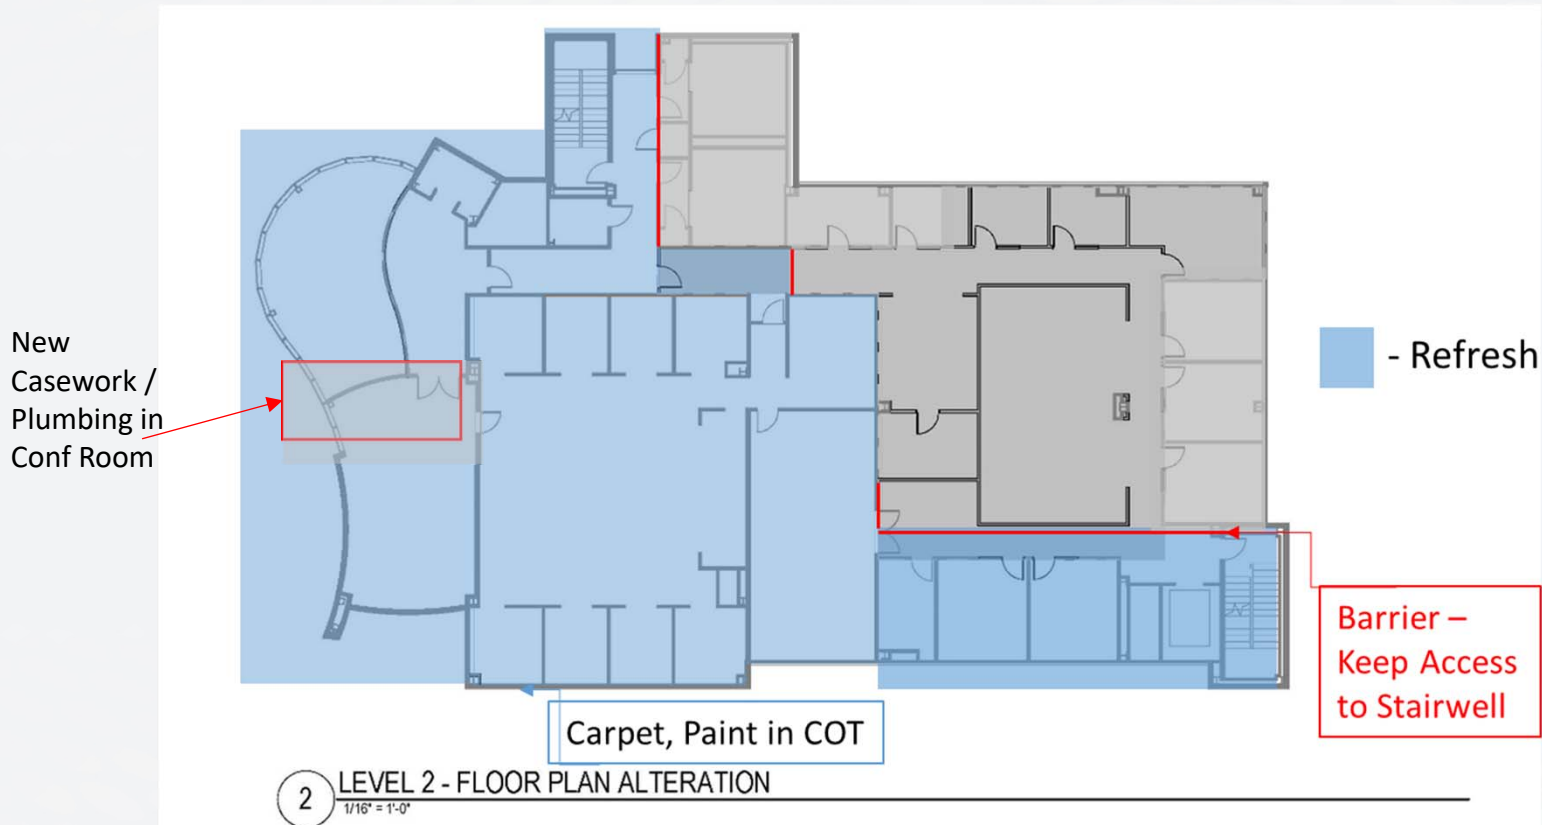 New
Casework /
Plumbing in
Conf Room
- Refresh
Barrier –
Keep Access
to Stairwell
Carpet, Paint in COT
2
LEVEL 2 - FLOOR PLAN ALTERATION
1/16" = 1'-0"